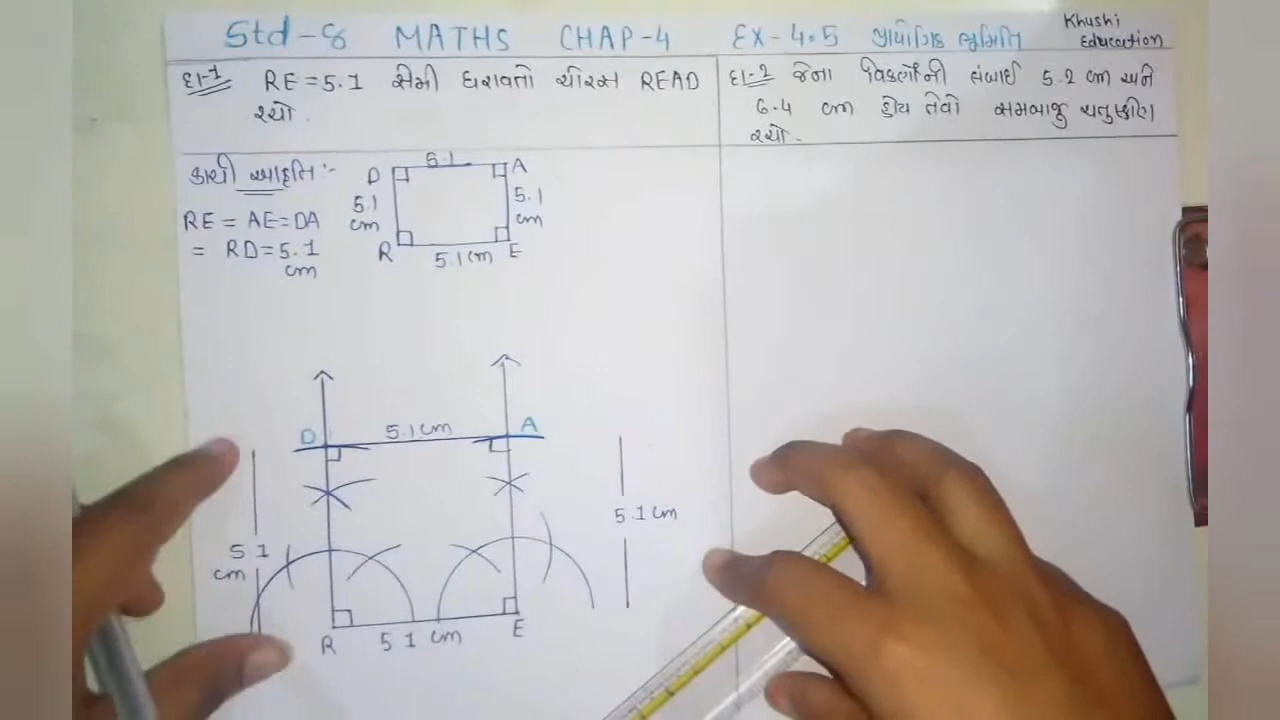 Std-8 MATHS CHAP-4 EX-4.5 પ્રાયોગિક ભૂમિતિ
Khushi
Education
દા-1 RE=5.1 સેમી ધરાવતો ચોરસ READ
રચો.
દા-2 જેના વિકર્ણોની લંબાઈ 5.2 cm અને
6.4 cm હોય તેવો સમબાજુ ચતુષ્કોણ
રચો.
કાચી આકૃતિ :-
RE = AE = DA
= RD = 5.1
cm
5.1
D
A
5.1
cm
5.1
cm
R
5.1 cm
E
D
5.1 cm
A
5.1
cm
5.1 cm
R
5.1 cm
E